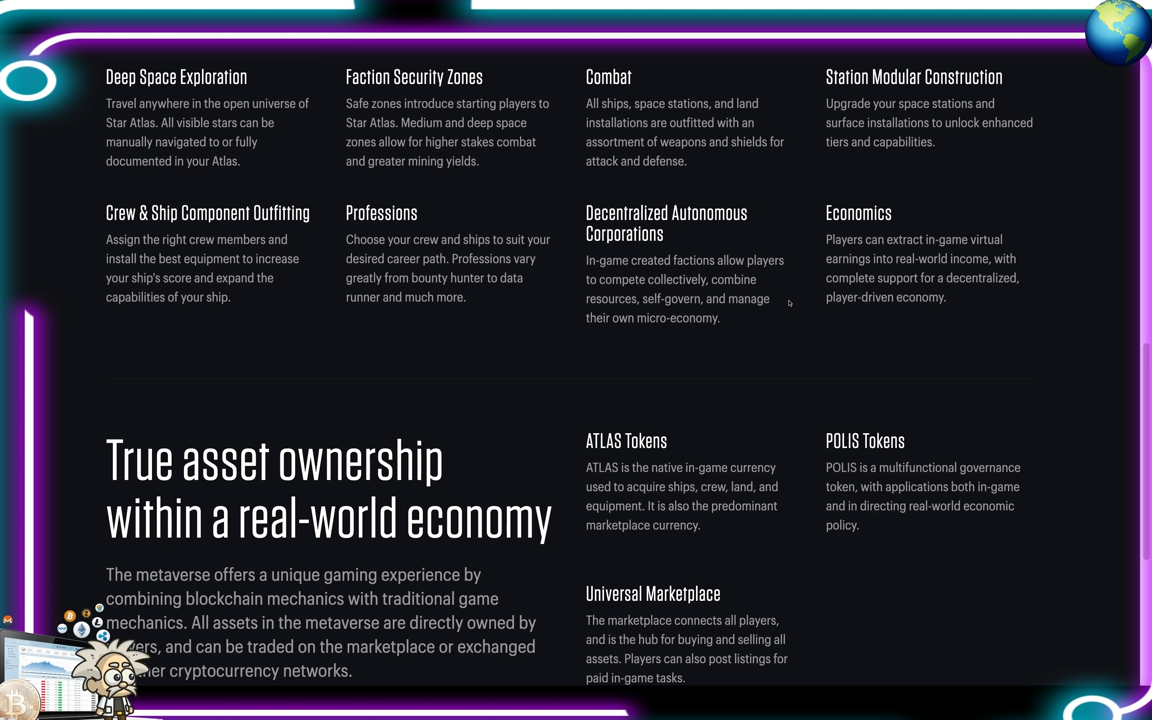 Deep Space Exploration
Travel anywhere in the open universe of
Star Atlas. All visible stars can be
manually navigated to or fully
documented in your Atlas.
Faction Security Zones
Safe zones introduce starting players to
Star Atlas. Medium and deep space
zones allow for higher stakes combat
and greater mining yields.
Combat
All ships, space stations, and land
installations are outfitted with an
assortment of weapons and shields for
attack and defense.
Station Modular Construction
Upgrade your space stations and
surface installations to unlock enhanced
tiers and capabilities.
Crew & Ship Component Outfitting
Assign the right crew members and
install the best equipment to increase
your ship's score and expand the
capabilities of your ship.
Professions
Choose your crew and ships to suit your
desired career path. Professions vary
greatly from bounty hunter to data
runner and much more.
Decentralized Autonomous
Corporations
In-game created factions allow players
to compete collectively, combine
resources, self-govern, and manage
their own micro-economy.
Economics
Players can extract in-game virtual
earnings into real-world income, with
complete support for a decentralized,
player-driven economy.
True asset ownership
within a real-world economy
The metaverse offers a unique gaming experience by
combining blockchain mechanics with traditional game
mechanics. All assets in the metaverse are directly owned by
and can be traded on the marketplace or exchanged
cryptocurrency networks.
ATLAS Tokens
ATLAS is the native in-game currency
used to acquire ships, crew, land, and
equipment. It is also the predominant
marketplace currency.
POLIS Tokens
POLIS is a multifunctional governance
token, with applications both in-game
and in directing real-world economic
policy.
Universal Marketplace
The marketplace connects all players,
and is the hub for buying and selling all
assets. Players can also post listings for
paid in-game tasks.